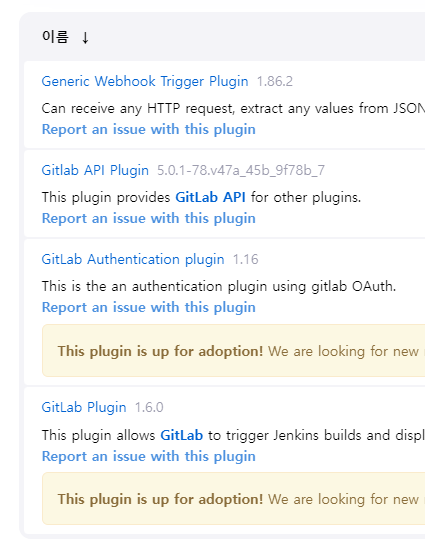 이름 ↓
Generic Webhook Trigger Plugin 1.86.2
Can receive any HTTP request, extract any values from JSON
Report an issue with this plugin
Gitlab API Plugin 5.0.1-78.v47a_45b_9f78b_7
This plugin provides GitLab API for other plugins.
Report an issue with this plugin
GitLab Authentication plugin 1.16
This is the an authentication plugin using gitlab OAuth.
Report an issue with this plugin
This plugin is up for adoption! We are looking for new
GitLab Plugin 1.6.0
This plugin allows GitLab to trigger Jenkins builds and displ
Report an issue with this plugin
This plugin is up for adoption! We are looking for new